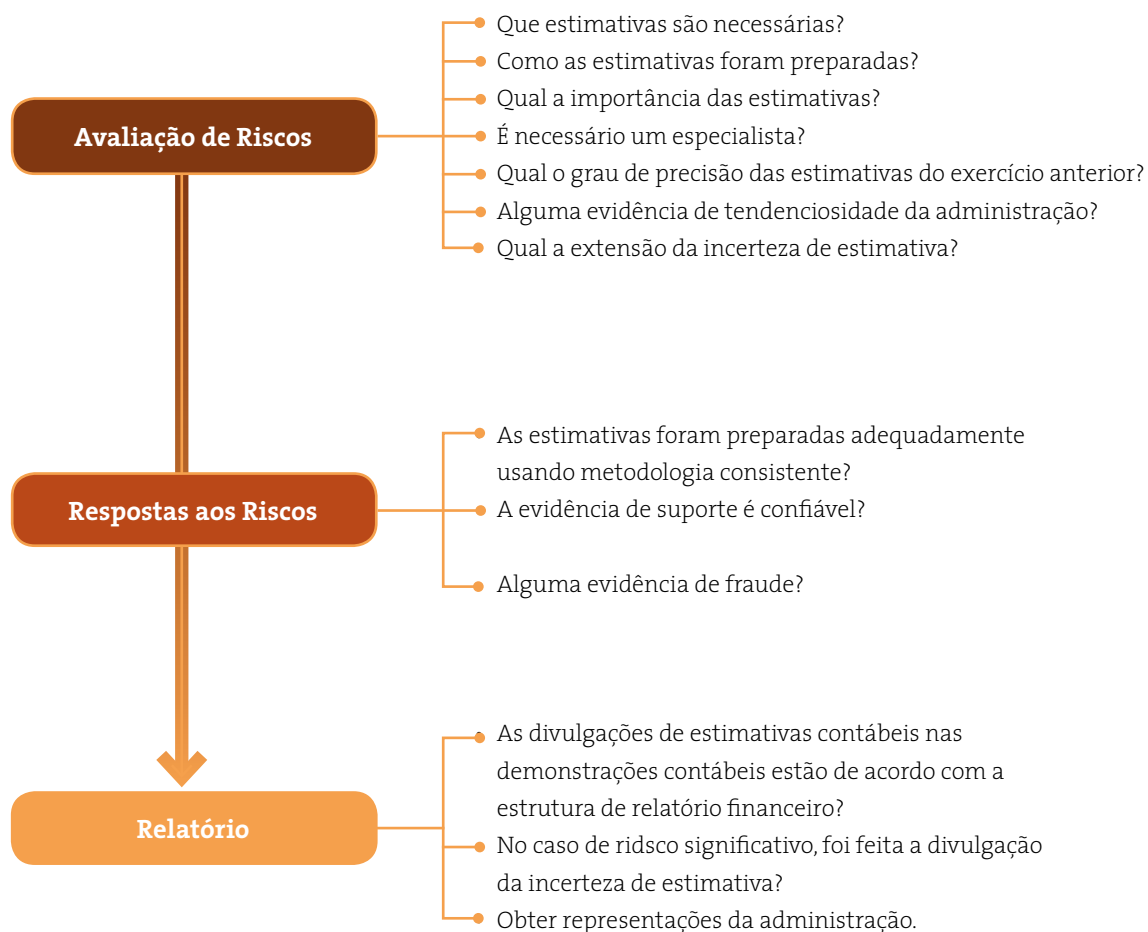 Avaliação de Riscos
Que estimativas são necessárias?
Como as estimativas foram preparadas?
Qual a importância das estimativas?
É necessário um especialista?
Qual o grau de precisão das estimativas do exercício anterior?
Alguma evidência de tendenciosidade da administração?
Qual a extensão da incerteza de estimativa?
Respostas aos Riscos
As estimativas foram preparadas adequadamente
usando metodologia consistente?
A evidência de suporte é confiável?
Alguma evidência de fraude?
Relatório
As divulgações de estimativas contábeis nas
demonstrações contábeis estão de acordo com a
estrutura de relatório financeiro?
No caso de ridsco significativo, foi feita a divulgação
da incerteza de estimativa?
Obter representações da administração.